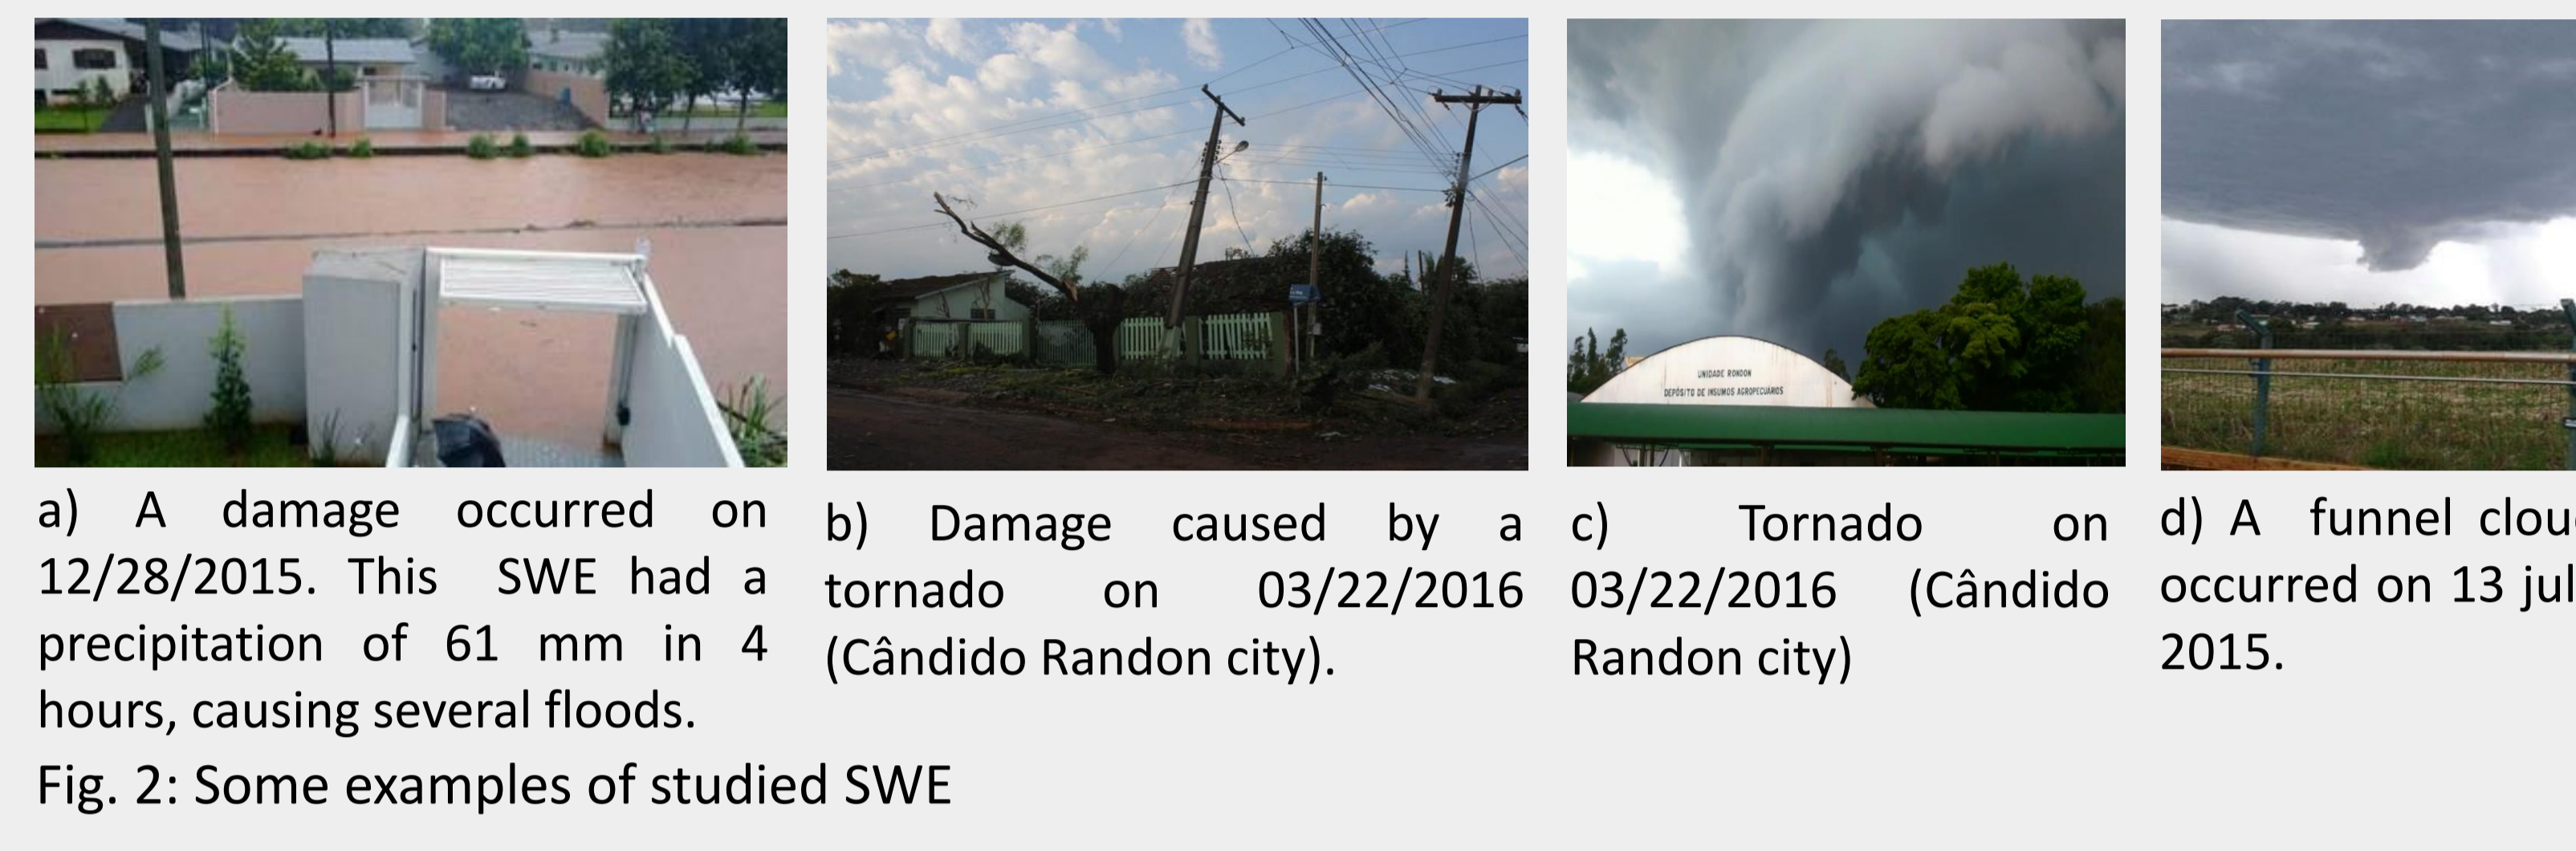 UNIDADE RONDON
DEPÓSITO DE INSUMOS AGROPECUÁRIOS
a) A damage occurred on
12/28/2015. This SWE had a
precipitation of 61 mm in 4
hours, causing several floods.
b) Damage caused by a
tornado on 03/22/2016
(Cândido Randon city).
c) Tornado on
03/22/2016 (Cândido
Randon city)
d) A funnel clou
occurred on 13 jul
2015.
Fig. 2: Some examples of studied SWE